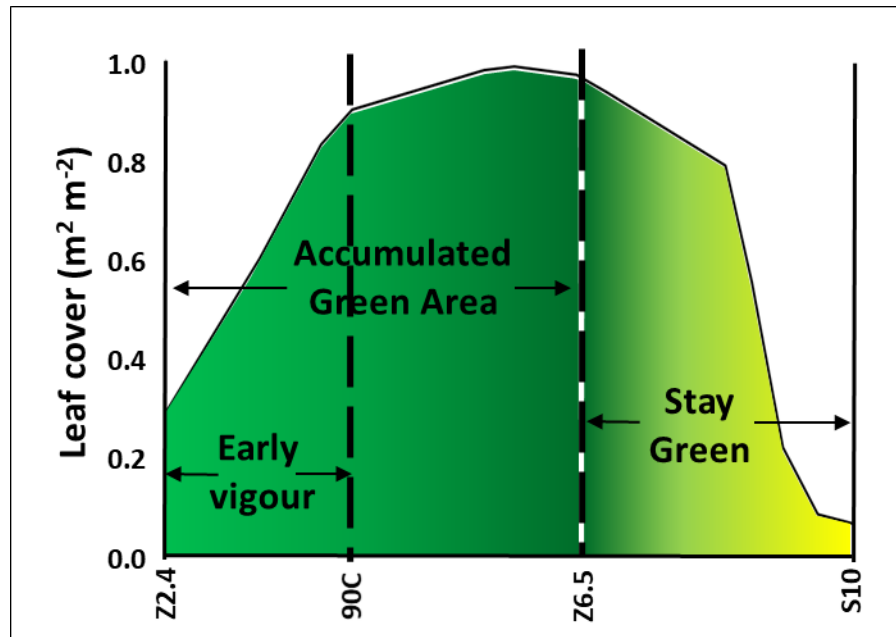 Leaf cover (m² m⁻²)
1.0
0.8
0.6
0.4
0.2
0.0
Accumulated
Green Area
Early
vigour
Stay
Green
Z2.4
90C
Z6.5
S10